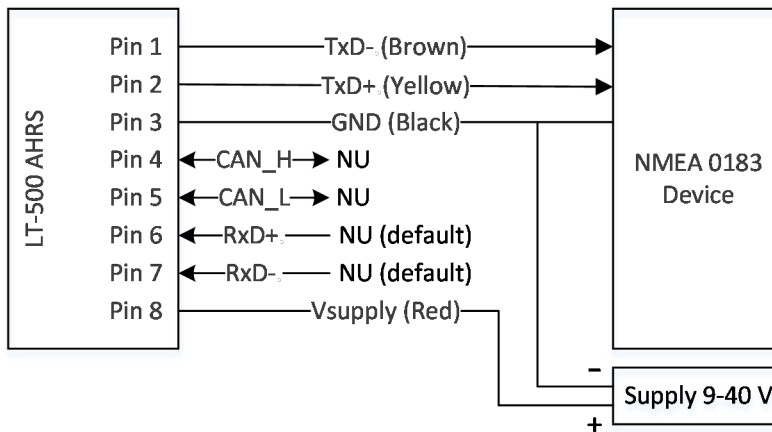 LT-500 AHRS
Pin 1 TxD- (Brown)
Pin 2 TxD+ (Yellow)
Pin 3 GND (Black)
Pin 4 CAN_H NU
Pin 5 CAN_L NU
Pin 6 RxD+ NU (default)
Pin 7 RxD- NU (default)
Pin 8 Vsupply (Red)
NMEA 0183
Device
-
Supply 9-40 V
+